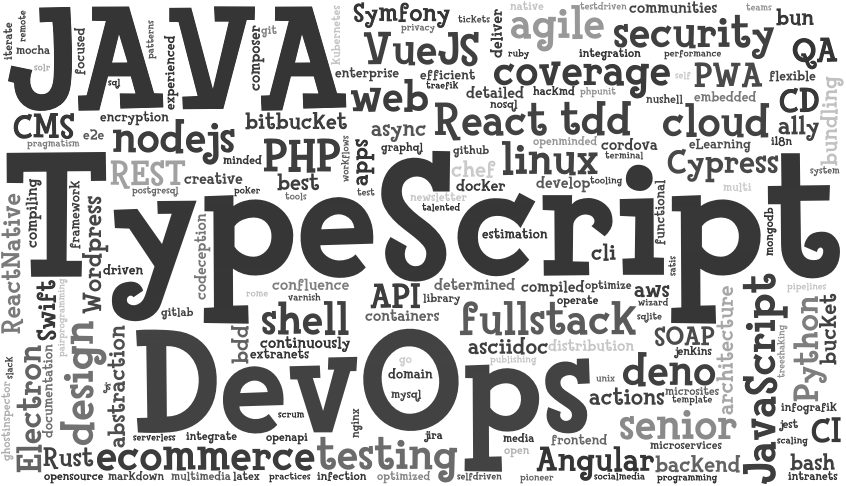 JAVA
Symfony
tickets
privacy
VueJS
enterprise
efficient
traefik
web
deliver
native
testdriven
communities
teams
bun
agile
security
QA
ruby
integration
performance
coverage
self
PWA
flexible
detailed
hackmd
phpunit
nosql
nushell
embedded
CD
iterate
remote
mocha
solr
focused
patterns
sql
experienced
composer
git
kubernetes
CMS
encryption
pragmatism
e2e
nodejs
bitbucket
async
React
tdd
cloud
ally
il8n
bundling
REST
minded
PHP
workflows
apps
graphql
github
linux
openminded
cordova
terminal
eLearning
Cypress
system
postgresql
creative
poker
best
tools
test
chef
docker
newsletter
talented
develop
tooling
multi
TypeScript
ReactNative
compiling
framework
Wordpress
driven
codeception
estimation
cli
functional
satis
mongodb
Swift
pairprogramming
gitlab
rome
confluence
varnish
API
library
determined
compiled
optimize
operate
aws
wizard
sqlite
pipelines
shell
containers
fullstack
SOAP
jenkins
architecture
JavaScript
bucket
Python
treeshaking
bdd
continuously
extranets
asciidoc
distribution
publishing
DevOps
slack
ghostinspector
Electron
documentation
design
abstraction
go
domain
mysql
unix
deno
actions
microsites
template
infografik
scrum
nginx
senior
jest
scaling
CI
serverless
integrate
openapi
jira
media
open
frontend
microservices
Rust
ecommerce
testing
Angular
backend
bash
opensource
markdown
multimedia
latex
practices
infection
optimized
selfdriven
pioneer
socialmedia
programming
intranets